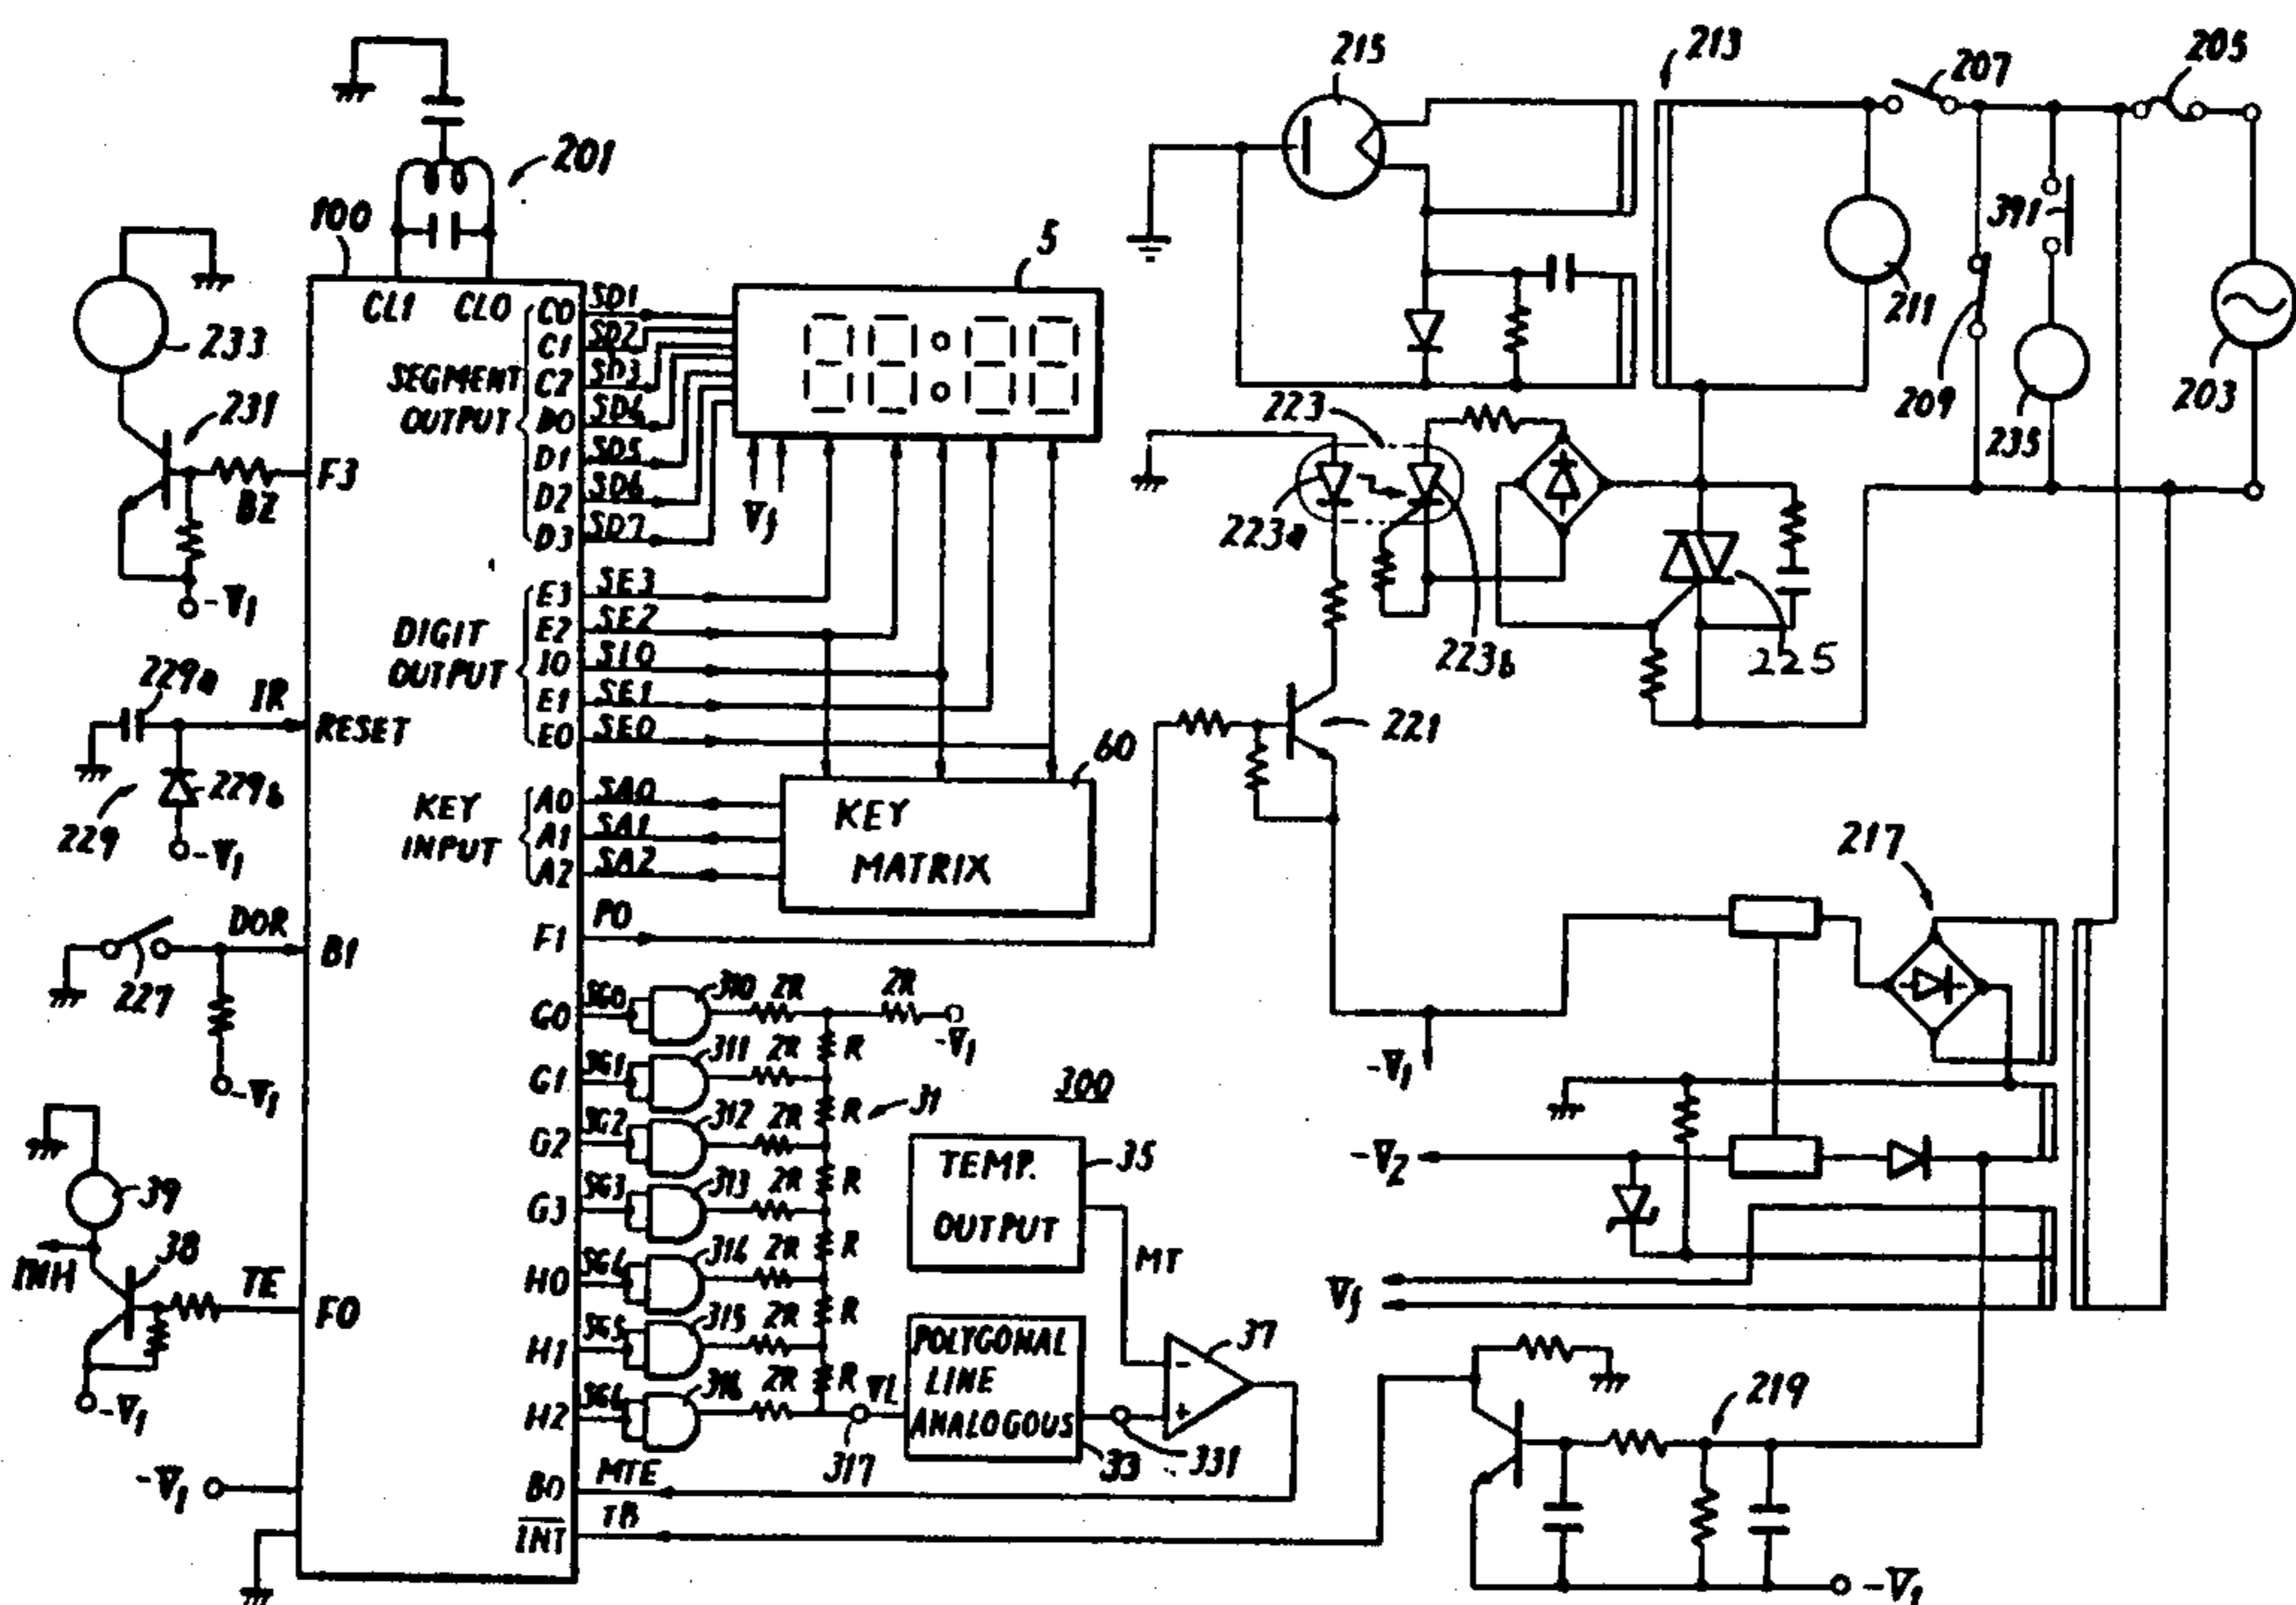 215
213
207
205
201
100
5
391
211
209
235
203
CL1 CL0
C0 SD1
C1 SD2
C2 SD3
D0 SD4
D1 SD5
D2 SD6
D3 SD7
SEGMENT
OUTPUT
233
231
F3
BZ
-V1
Vf
223
223a
223b
225
E3 SE3
E2 SE2
I0 SI0
E1 SE1
E0 SE0
DIGIT
OUTPUT
229a
IR
RESET
229b
229
-V1
221
60
KEY
INPUT
A0 SA0
A1 SA1
A2 SA2
KEY
MATRIX
217
DOR
B1
227
-V1
F1 PO
G0 SG0 310 2R 2R
-V1
R
G1 SG1 311 2R
R 31
G2 SG2 312 2R
R
G3 SG3 313 2R
R
H0 SG4 314 2R
R
H1 SG5 315 2R
R
H2 SG6 316 2R
VL
317
300
TEMP.
OUTPUT
35
MT
POLYGONAL
LINE
ANALOGOUS
33
331
37
-
+
-V1
-V2
Vf
39
38
INH
TE
F0
-V1
-V1
B0 MTE
INT TB
219
-V1